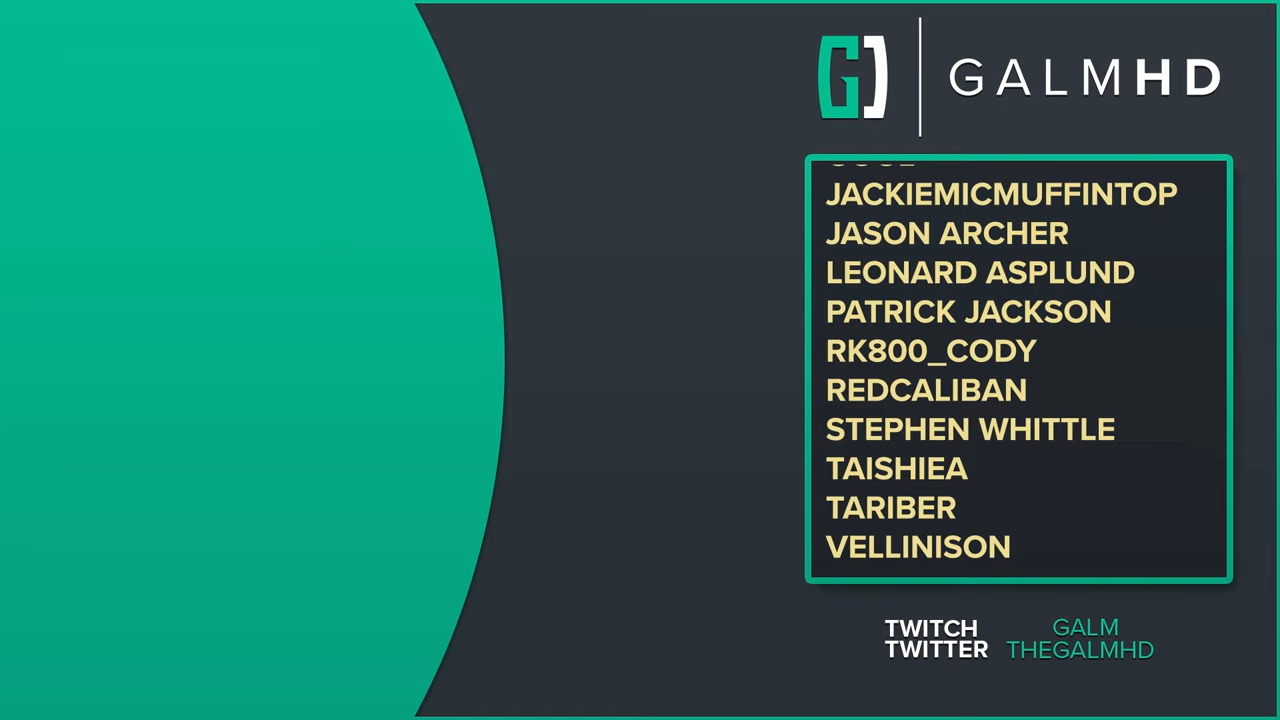 GALMHD
JACKIEMICMUFFINTOP
JASON ARCHER
LEONARD ASPLUND
PATRICK JACKSON
RK800_CODY
REDCALIBAN
STEPHEN WHITTLE
TAISHIEA
TARIBER
VELLINISON
TWITCH GALM
TWITTER THEGALMHD